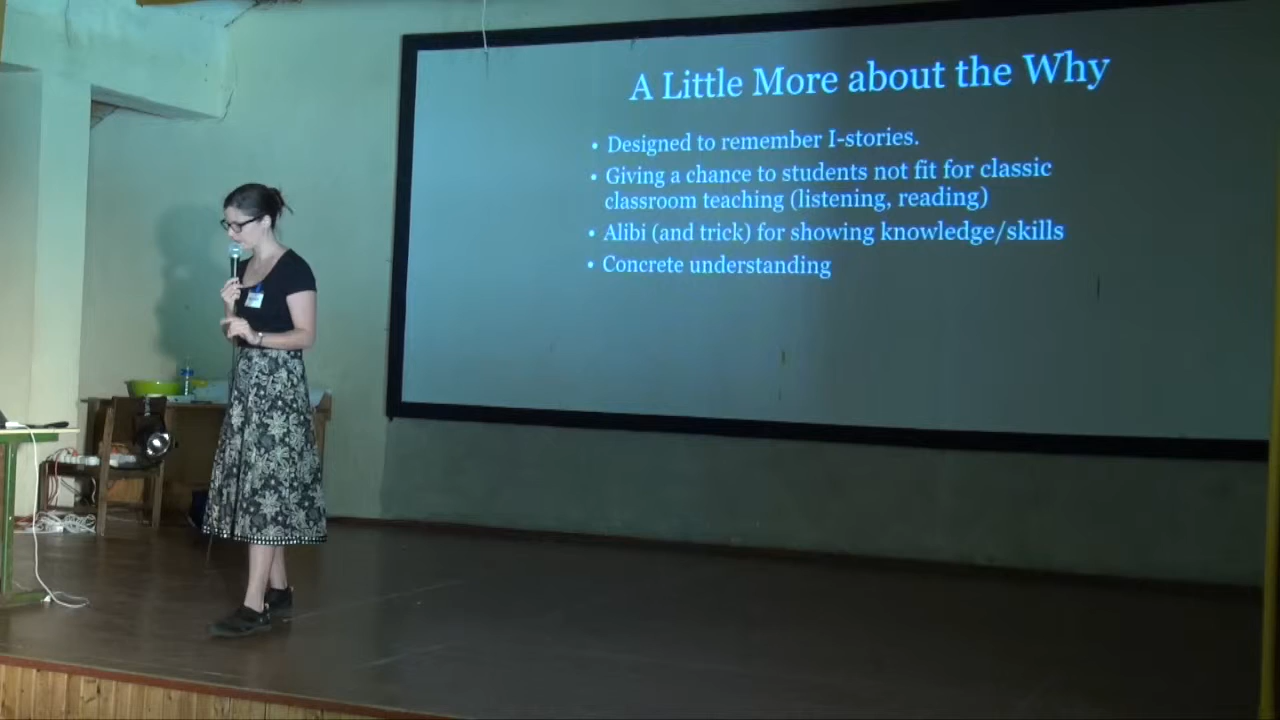 A Little More about the Why
• Designed to remember I-stories.
• Giving a chance to students not fit for classic
classroom teaching (listening, reading)
• Alibi (and trick) for showing knowledge/skills
• Concrete understanding